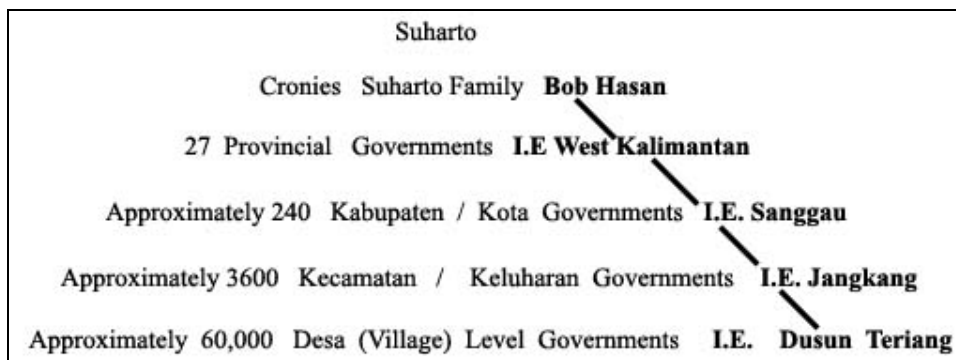 Suharto
Cronies Suharto Family Bob Hasan
27 Provincial Governments I.E West Kalimantan
Approximately 240 Kabupaten / Kota Governments I.E. Sanggau
Approximately 3600 Kecamatan / Keluharan Governments I.E. Jangkang
Approximately 60,000 Desa (Village) Level Governments I.E. Dusun Teriang